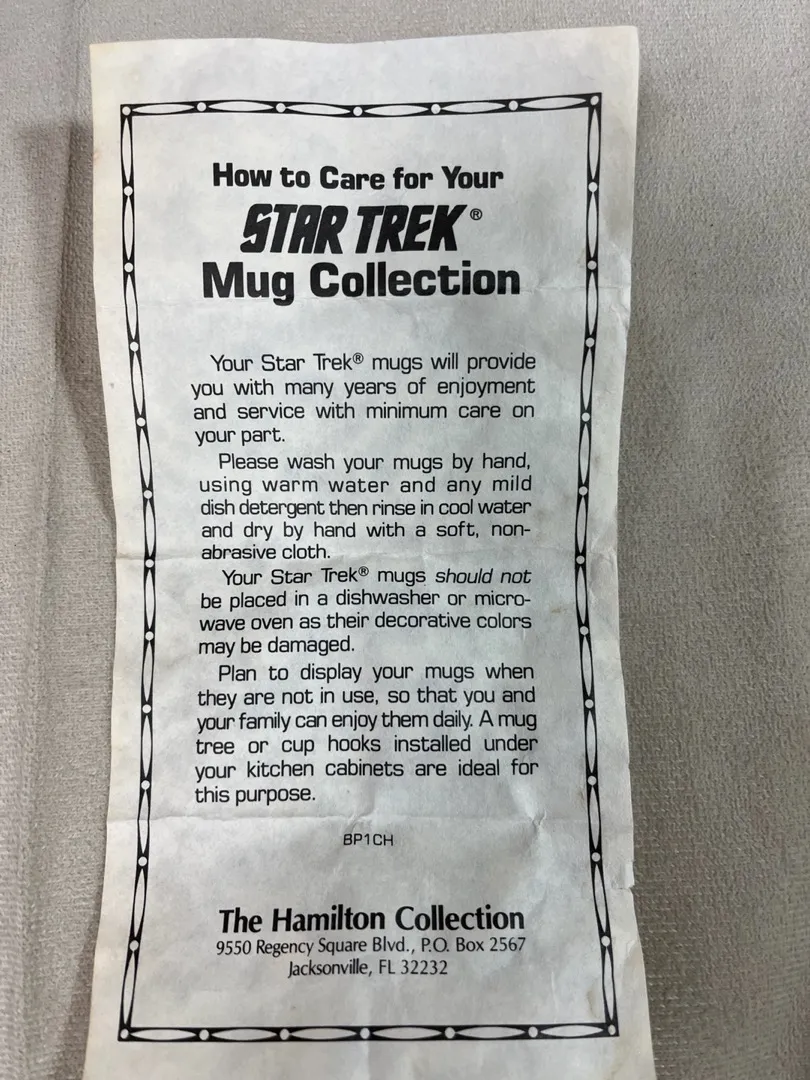 How to Care for Your
STAR TREK®
Mug Collection
Your Star Trek® mugs will provide
you with many years of enjoyment
and service with minimum care on
your part.
Please wash your mugs by hand,
using warm water and any mild
dish detergent then rinse in cool water
and dry by hand with a soft, non-
abrasive cloth.
Your Star Trek® mugs should not
be placed in a dishwasher or micro-
wave oven as their decorative colors
may be damaged.
Plan to display your mugs when
they are not in use, so that you and
your family can enjoy them daily. A mug
tree or cup hooks installed under
your kitchen cabinets are ideal for
this purpose.
BP1CH
The Hamilton Collection
9550 Regency Square Blvd., P.O. Box 2567
Jacksonville, FL 32232